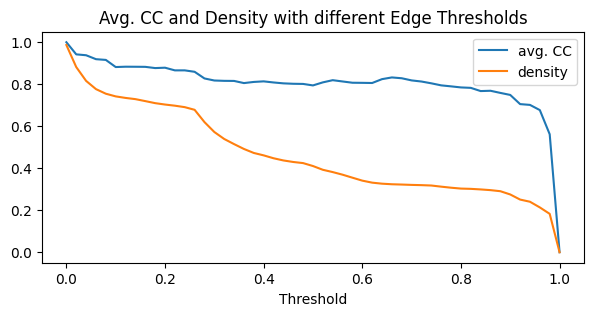 Avg. CC and Density with different Edge Thresholds
1.0
0.8
0.6
0.4
0.2
0.0
avg. CC
density
0.0 0.2 0.4 0.6 0.8 1.0
Threshold